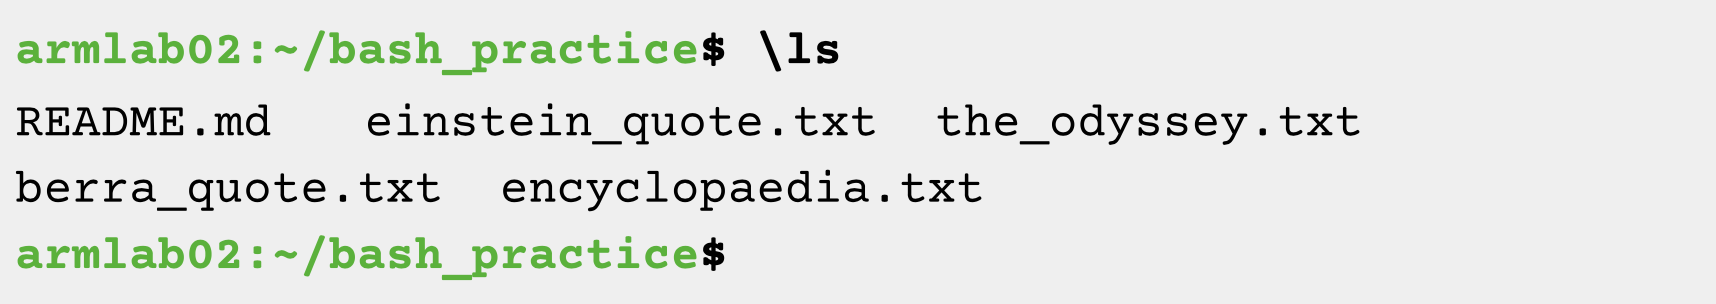 armlab02:~/bash_practice$ \ls
README.md   einstein_quote.txt  the_odyssey.txt
berra_quote.txt  encyclopaedia.txt
armlab02:~/bash_practice$